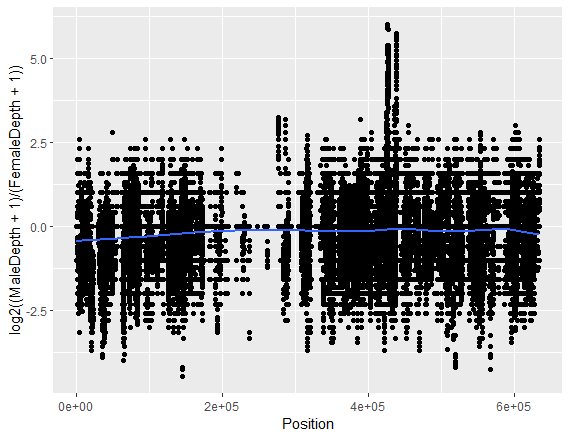 log2((MaleDepth + 1)/(FemaleDepth + 1))
5.0
2.5
0.0
-2.5
0e+00
2e+05
4e+05
6e+05
Position